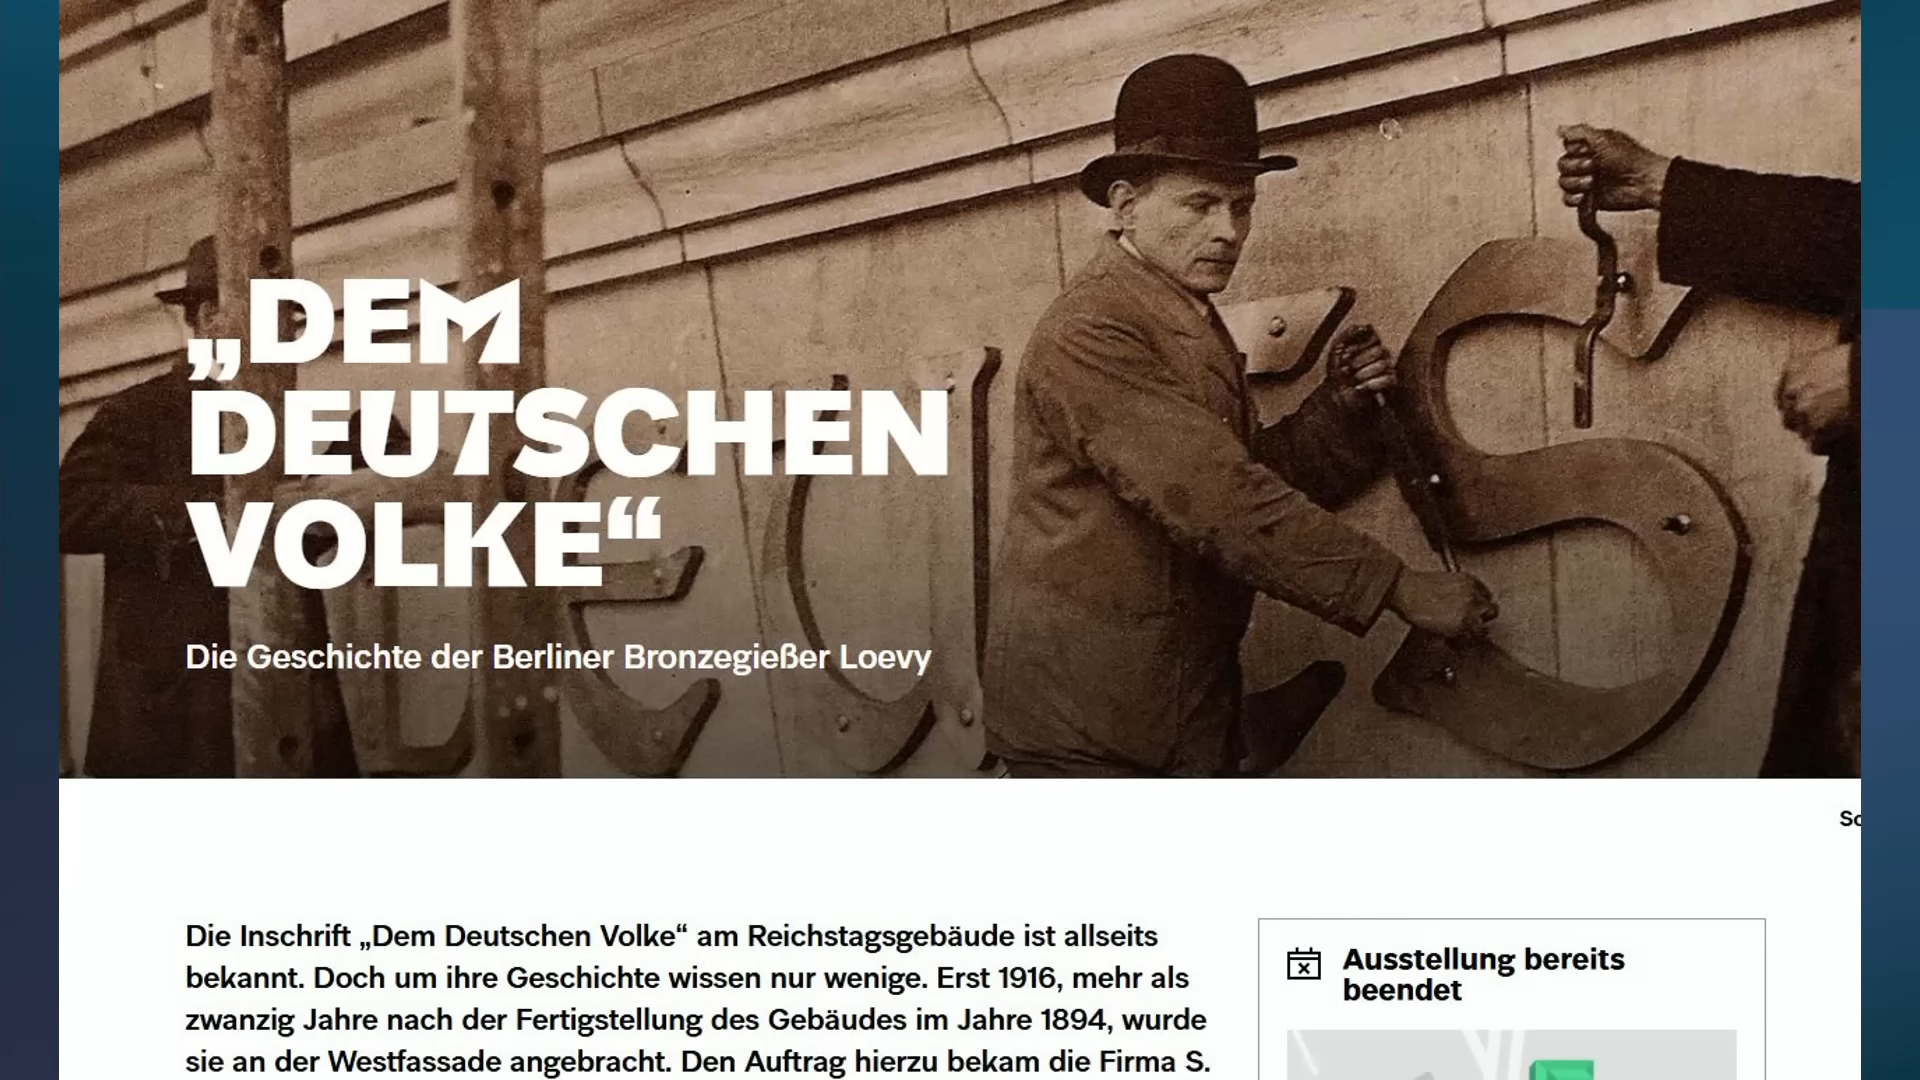 „DEM
DEUTSCHEN
VOLKE“
Die Geschichte der Berliner Bronzegießer Loevy
Die Inschrift „Dem Deutschen Volke“ am Reichstagsgebäude ist allseits
bekannt. Doch um ihre Geschichte wissen nur wenige. Erst 1916, mehr als
zwanzig Jahre nach der Fertigstellung des Gebäudes im Jahre 1894, wurde
sie an der Westfassade angebracht. Den Auftrag hierzu bekam die Firma S.
Ausstellung bereits
beendet